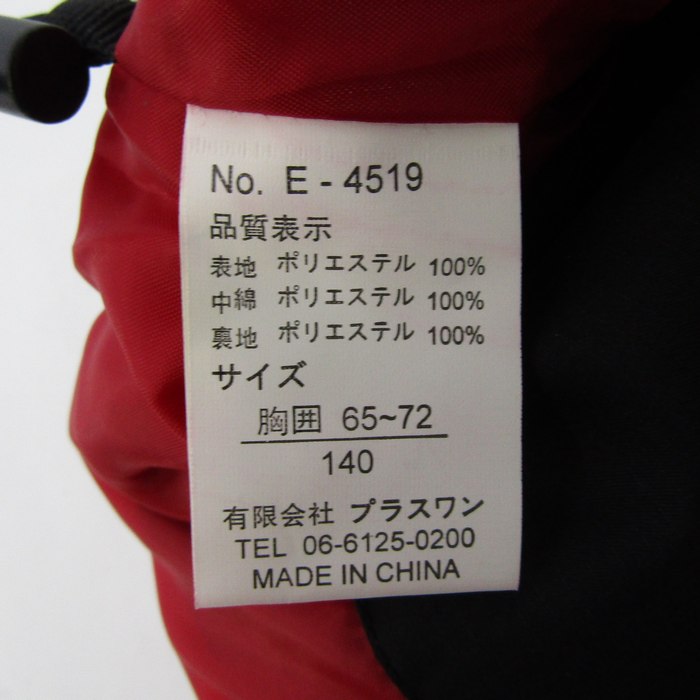 No. E - 4519
品質表示
表地 ポリエステル 100%
中綿 ポリエステル 100%
裏地 ポリエステル 100%
サイズ
胸囲 65~72
140
有限会社 プラスワン
TEL 06-6125-0200
MADE IN CHINA